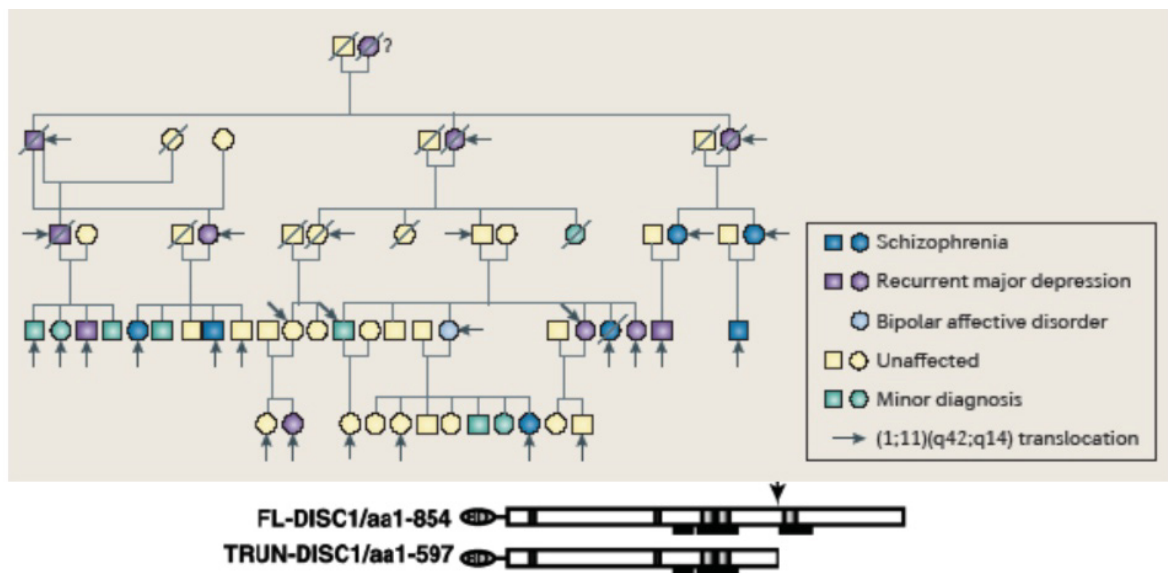 ?
Schizophrenia
Recurrent major depression
Bipolar affective disorder
Unaffected
Minor diagnosis
(1;11)(q42;q14) translocation
FL-DISC1/aa1-854
TRUN-DISC1/aa1-597